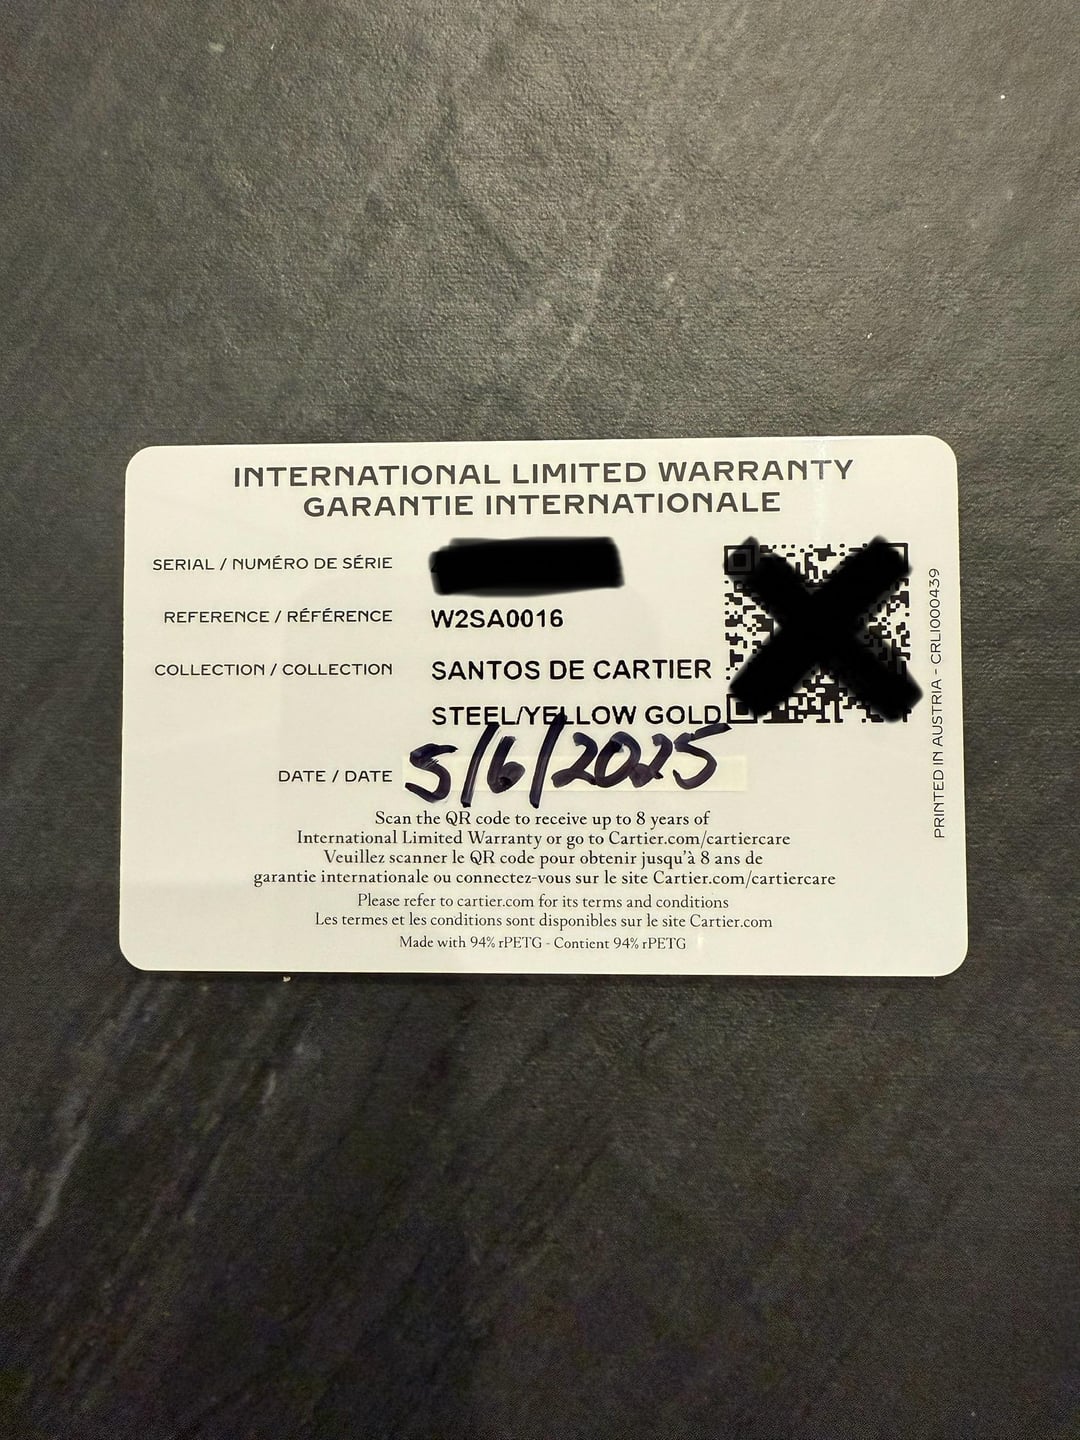 INTERNATIONAL LIMITED WARRANTY
GARANTIE INTERNATIONALE
SERIAL / NUMÉRO DE SÉRIE
REFERENCE / RÉFÉRENCE W2SA0016
COLLECTION / COLLECTION SANTOS DE CARTIER
STEEL/YELLOW GOLD
DATE / DATE 5/6/2025
Scan the QR code to receive up to 8 years of
International Limited Warranty or go to Cartier.com/cartiercare
Veuillez scanner le QR code pour obtenir jusqu'à 8 ans de
garantie internationale ou connectez-vous sur le site Cartier.com/cartiercare
Please refer to cartier.com for its terms and conditions
Les termes et les conditions sont disponibles sur le site Cartier.com
Made with 94% rPETG - Contient 94% rPETG
PRINTED IN AUSTRIA - CRLI000439